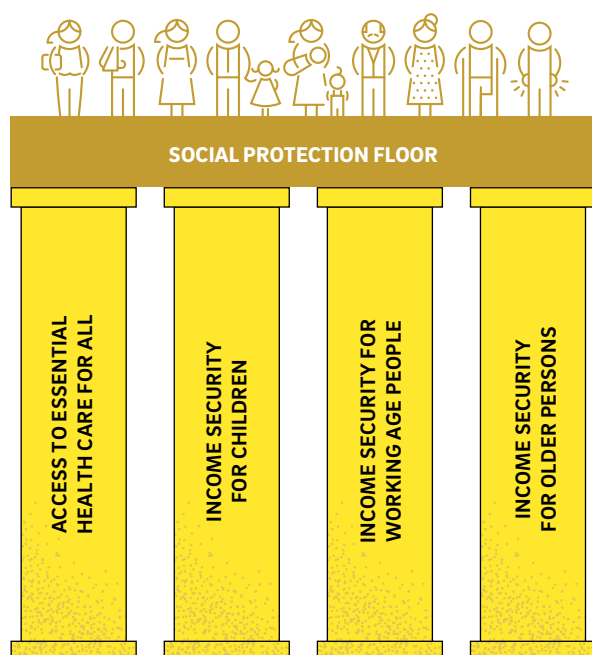 SOCIAL PROTECTION FLOOR
ACCESS TO ESSENTIAL
HEALTH CARE FOR ALL
INCOME SECURITY
FOR CHILDREN
INCOME SECURITY FOR
WORKING AGE PEOPLE
INCOME SECURITY
FOR OLDER PERSONS